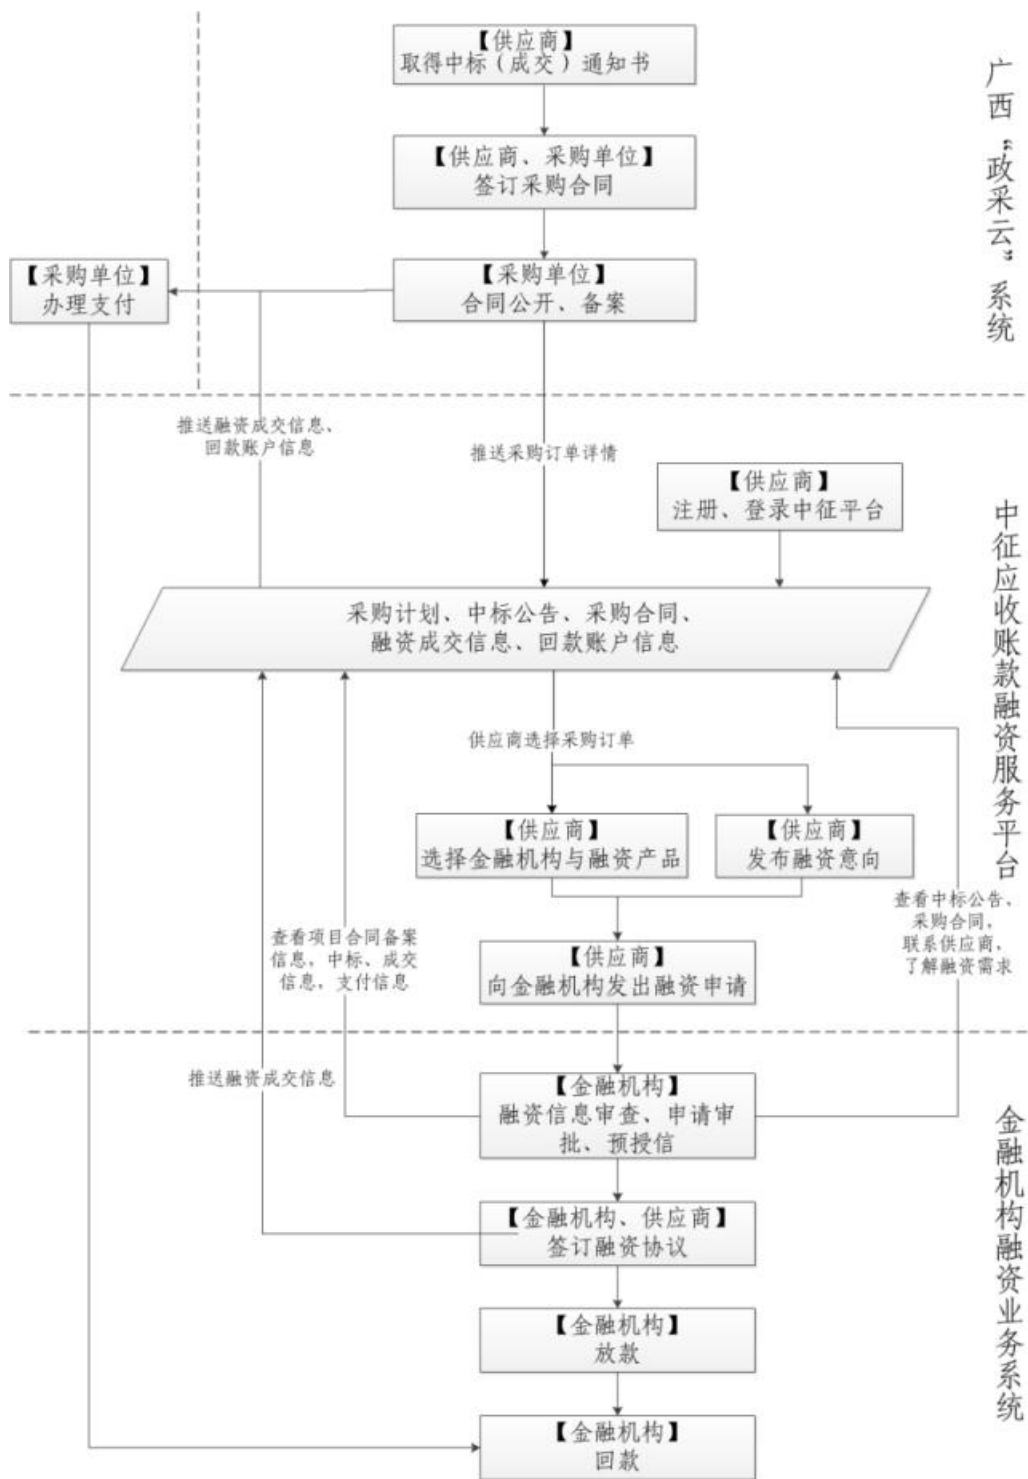 【供应商】
取得中标（成交）通知书
【供应商、采购单位】
签订采购合同
【采购单位】
合同公开、备案
【采购单位】
办理支付
广西“政采云”系统
推送融资成交信息、
回款账户信息
推送采购订单详情
【供应商】
注册、登录中征平台
采购计划、中标公告、采购合同、
融资成交信息、回款账户信息
中征应收账款融资服务平台
供应商选择采购订单
【供应商】
选择金融机构与融资产品
【供应商】
发布融资意向
查看中标公告、
采购合同，
联系供应商，
了解融资需求
查看项目合同备案
信息，中标、成交
信息，支付信息
【供应商】
向金融机构发出融资申请
推送融资成交信息
【金融机构】
融资信息审查、申请审
批、预授信
【金融机构、供应商】
签订融资协议
【金融机构】
放款
【金融机构】
回款
金融机构融资业务系统